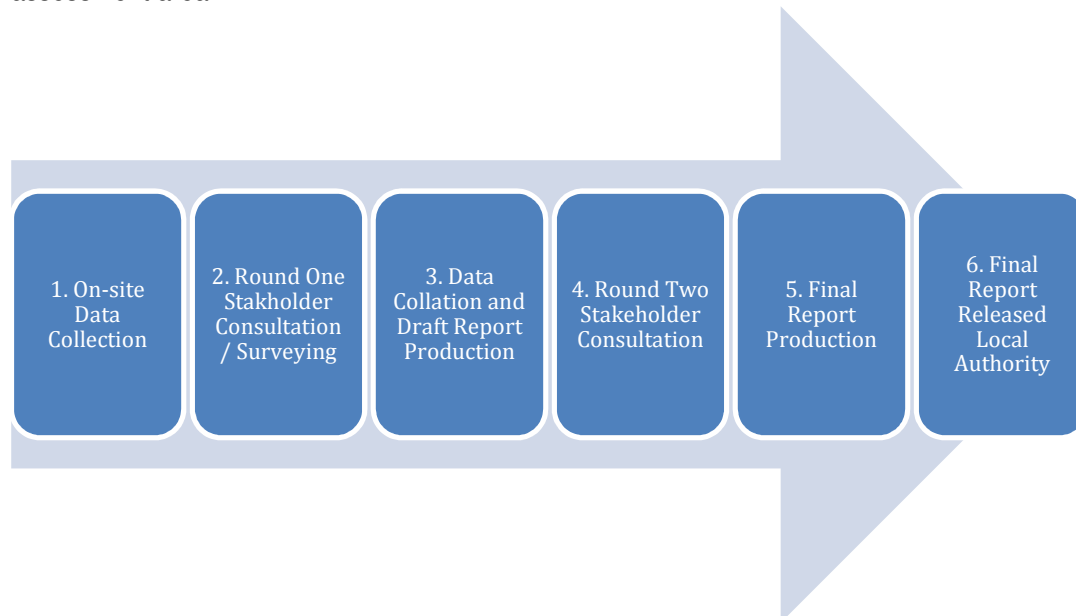 1. On-site
Data
Collection
2. Round One
Stakholder
Consultation
/ Surveying
3. Data
Collation and
Draft Report
Production
4. Round Two
Stakeholder
Consultation
5. Final
Report
Production
6. Final
Report
Released
Local
Authority